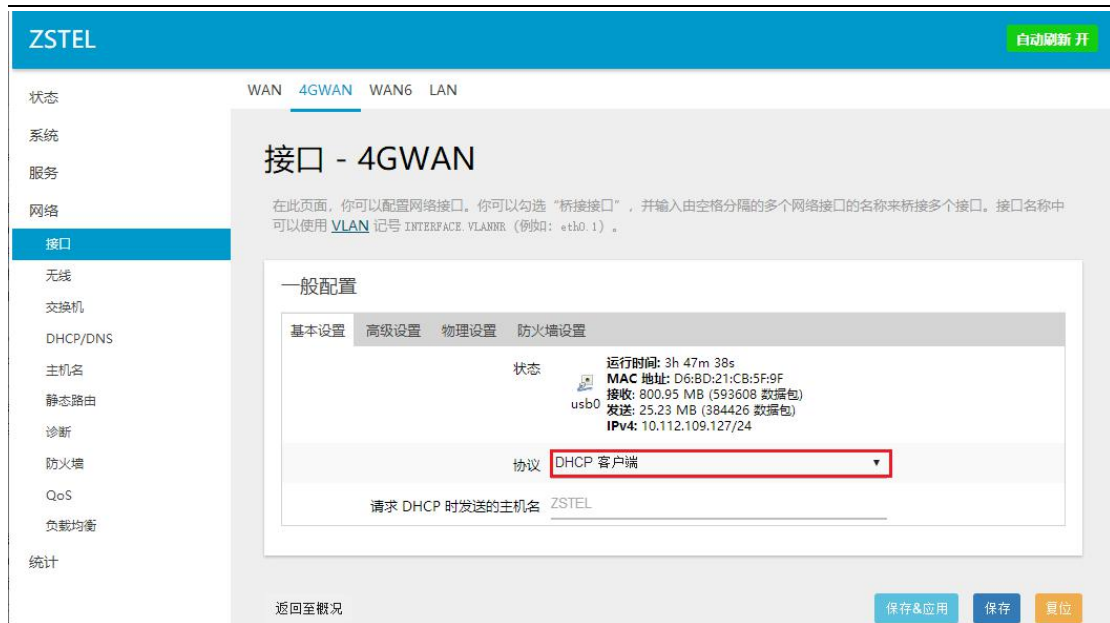 ZSTEL
自动刷新 开
状态
系统
服务
网络
接口
无线
交换机
DHCP/DNS
主机名
静态路由
诊断
防火墙
QoS
负载均衡
统计
WAN 4GWAN WAN6 LAN
接口 - 4GWAN
在此页面，你可以配置网络接口。你可以勾选“桥接接口”，并输入由空格分隔的多个网络接口的名称来桥接多个接口。接口名称中
可以使用 VLAN 记号 INTERFACE.VLANNR (例如: eth0.1) 。
一般配置
基本设置 高级设置 物理设置 防火墙设置
状态
usb0
运行时间: 3h 47m 38s
MAC 地址: D6:BD:21:CB:5F:9F
接收: 800.95 MB (593608 数据包)
发送: 25.23 MB (384426 数据包)
IPv4: 10.112.109.127/24
协议 DHCP 客户端
请求 DHCP 时发送的主机名 ZSTEL
返回至概况 保存&应用 保存 复位